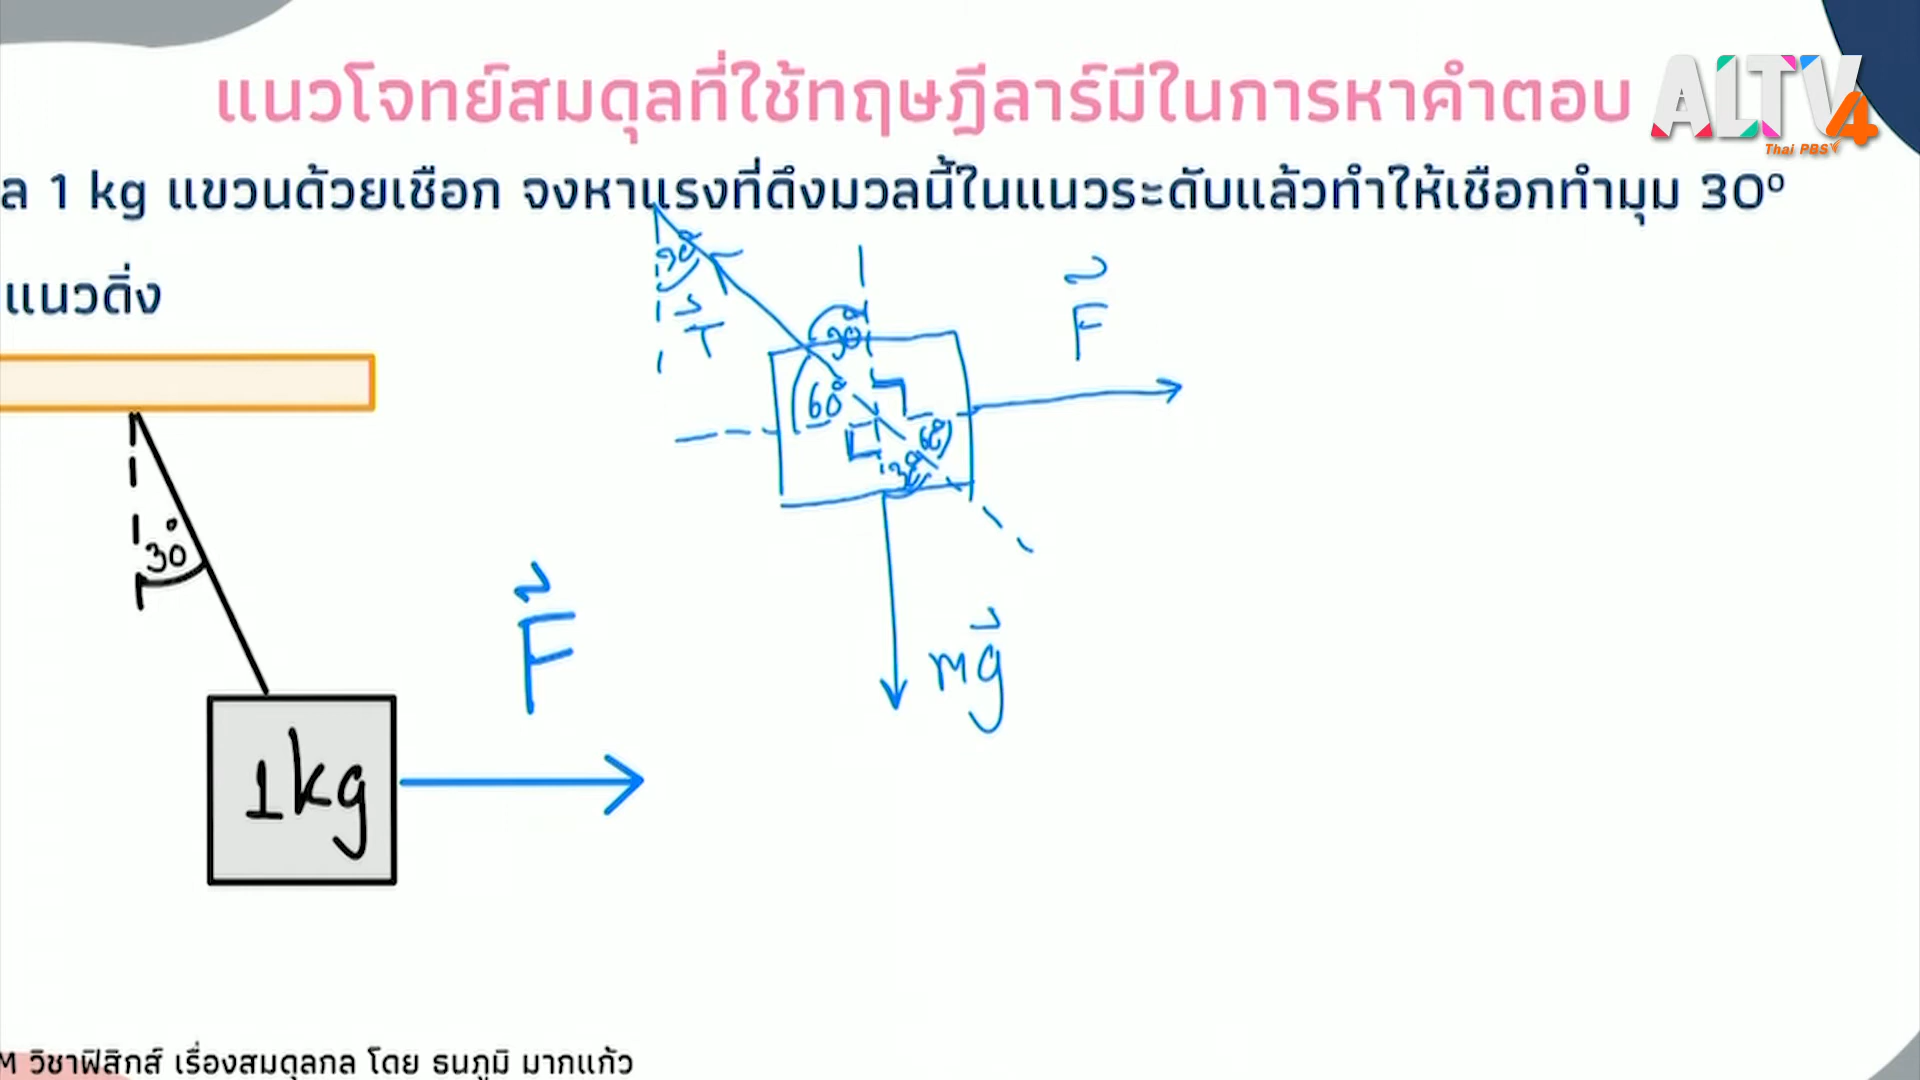 แนวโจทย์สมดุลที่ใช้ทฤษฎีลาร์มีในการหาคำตอบ
ALTV4
Thai PBS
ล 1 kg แขวนด้วยเชือก จงหาแรงที่ดึงมวลนี้ในแนวระดับแล้วทำให้เชือกทำมุม 30º
แนวดิ่ง
30°
T
30°
60°
60°
30°
F
mg
30°
F
1kg
M วิชาฟิสิกส์ เรื่องสมดุลกล โดย ธนภูมิ มากแก้ว